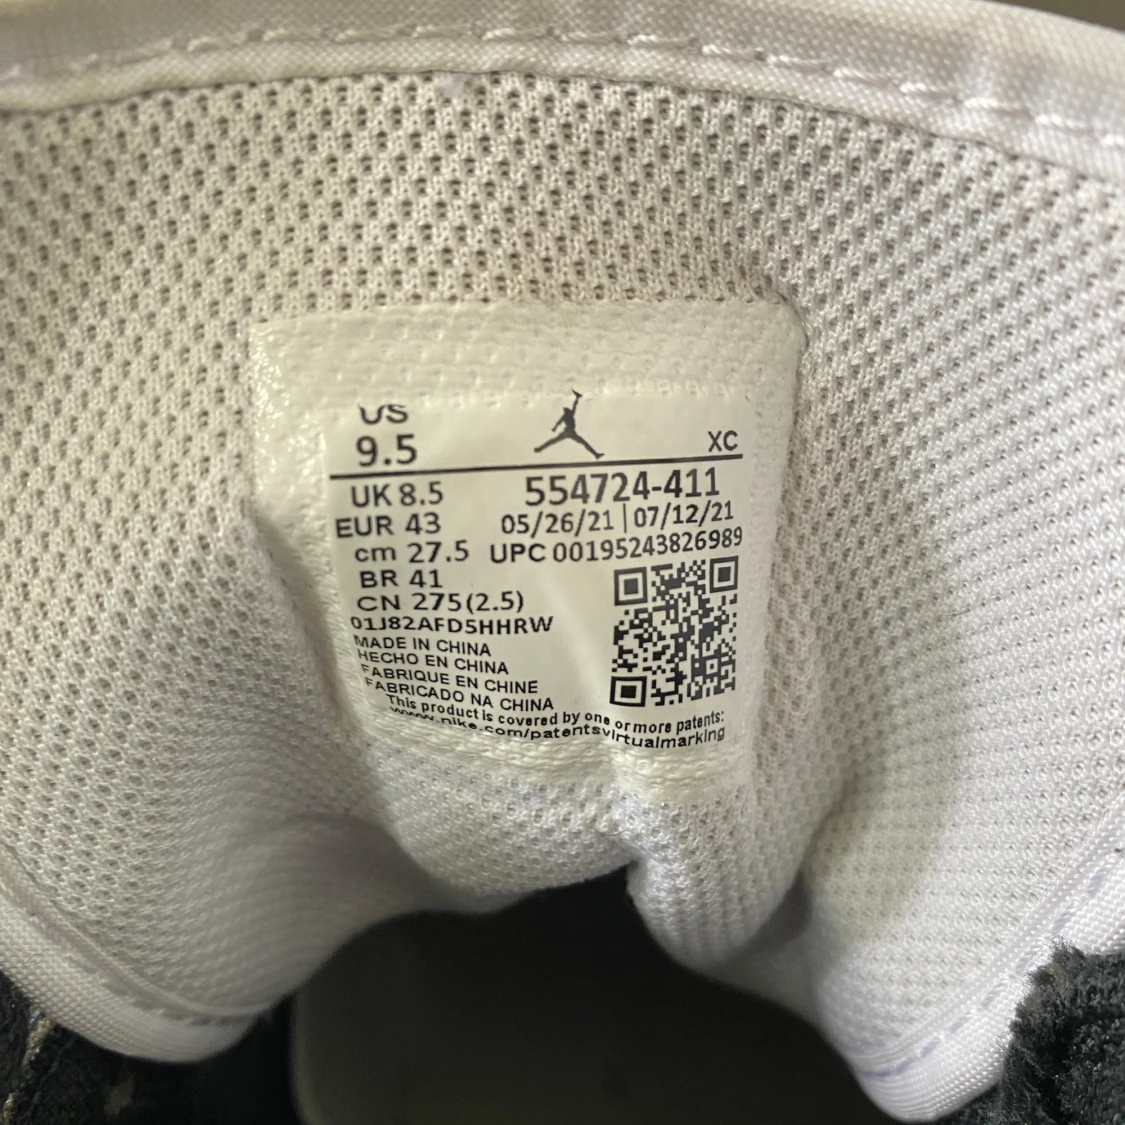 US
9.5
XC
UK 8.5
554724-411
EUR 43
05/26/21 | 07/12/21
cm 27.5
UPC 00195243826989
BR 41
CN 275(2.5)
01J82AFD5HHRW
MADE IN CHINA
HECHO EN CHINA
FABRIQUE EN CHINE
FABRICADO NA CHINA
This product is covered by one or more patents:
www.nike.com/patentsvirtualmarking